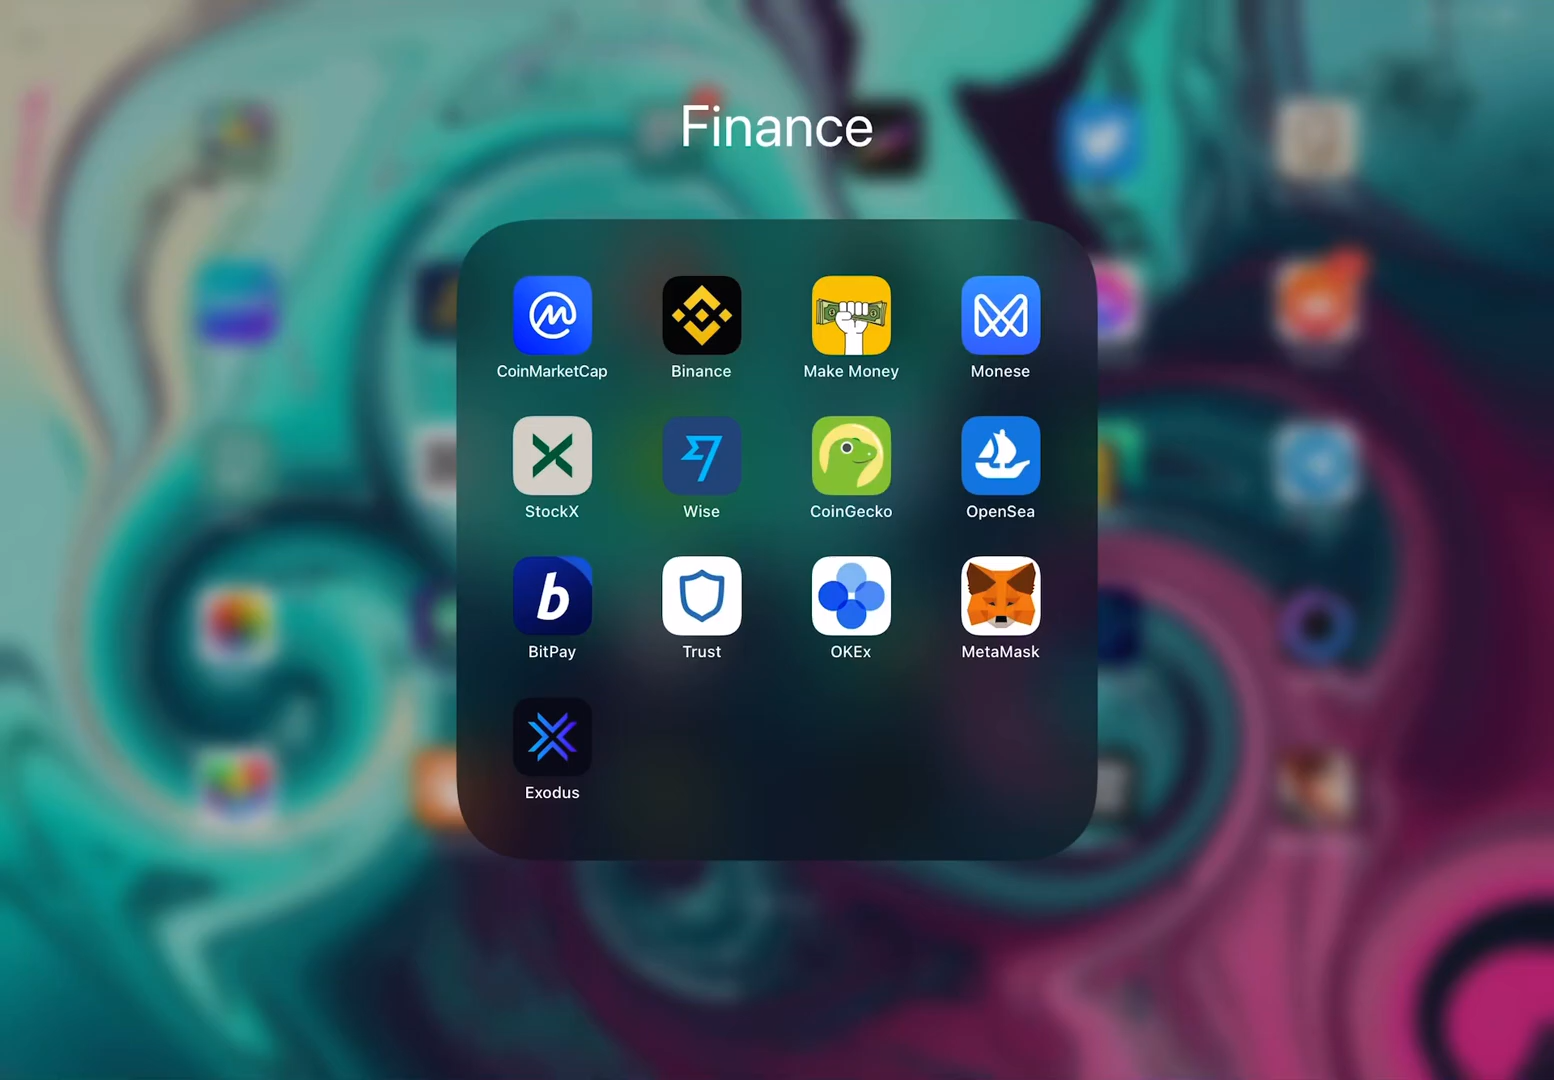 Finance
CoinMarketCap Binance Make Money Monese
StockX Wise CoinGecko OpenSea
b
BitPay Trust OKEx MetaMask
Exodus